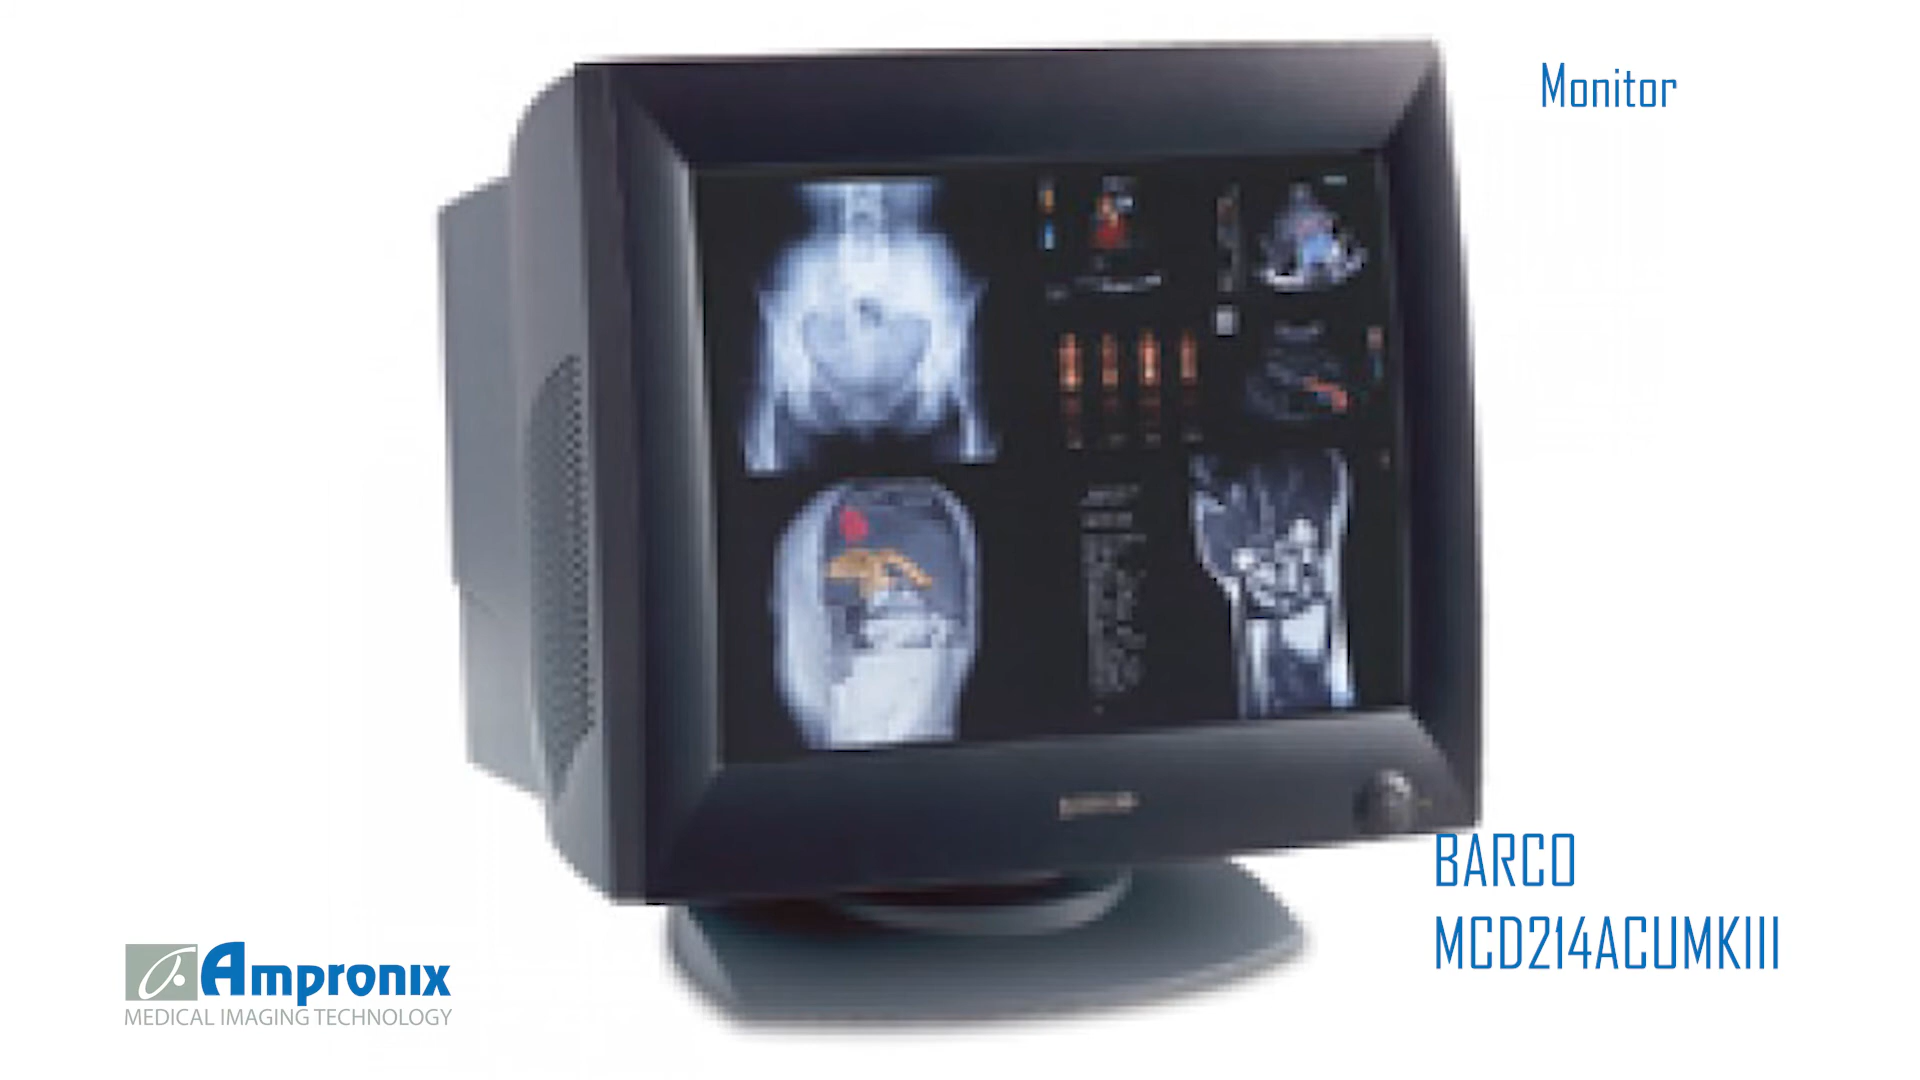 Monitor
BARCO
MCD214ACUMKIII
Ampronix
MEDICAL IMAGING TECHNOLOGY